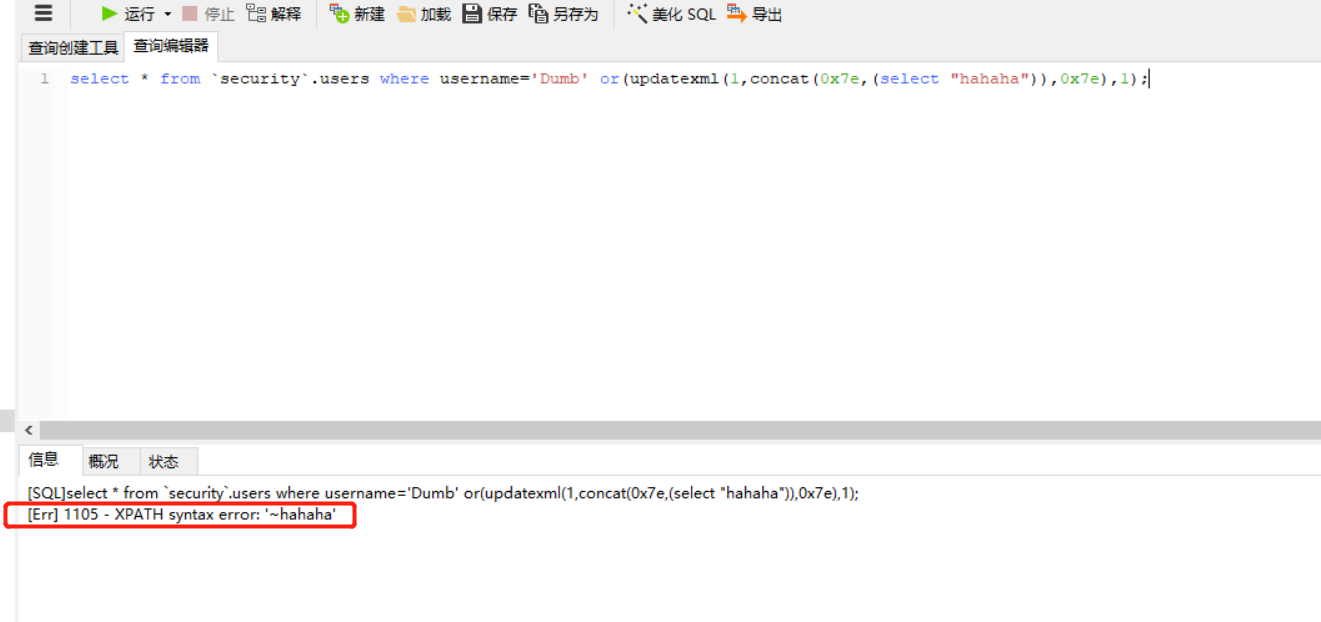 运行 停止 解释 新建 加载 保存 另存为 美化 SQL 导出
查询创建工具 查询编辑器
1 select * from `security`.users where username='Dumb' or(updatexml(1,concat(0x7e,(select "hahaha")),0x7e),1);
信息 概况 状态
[SQL]select * from `security`.users where username='Dumb' or(updatexml(1,concat(0x7e,(select "hahaha")),0x7e),1);
[Err] 1105 - XPATH syntax error: '~hahaha'